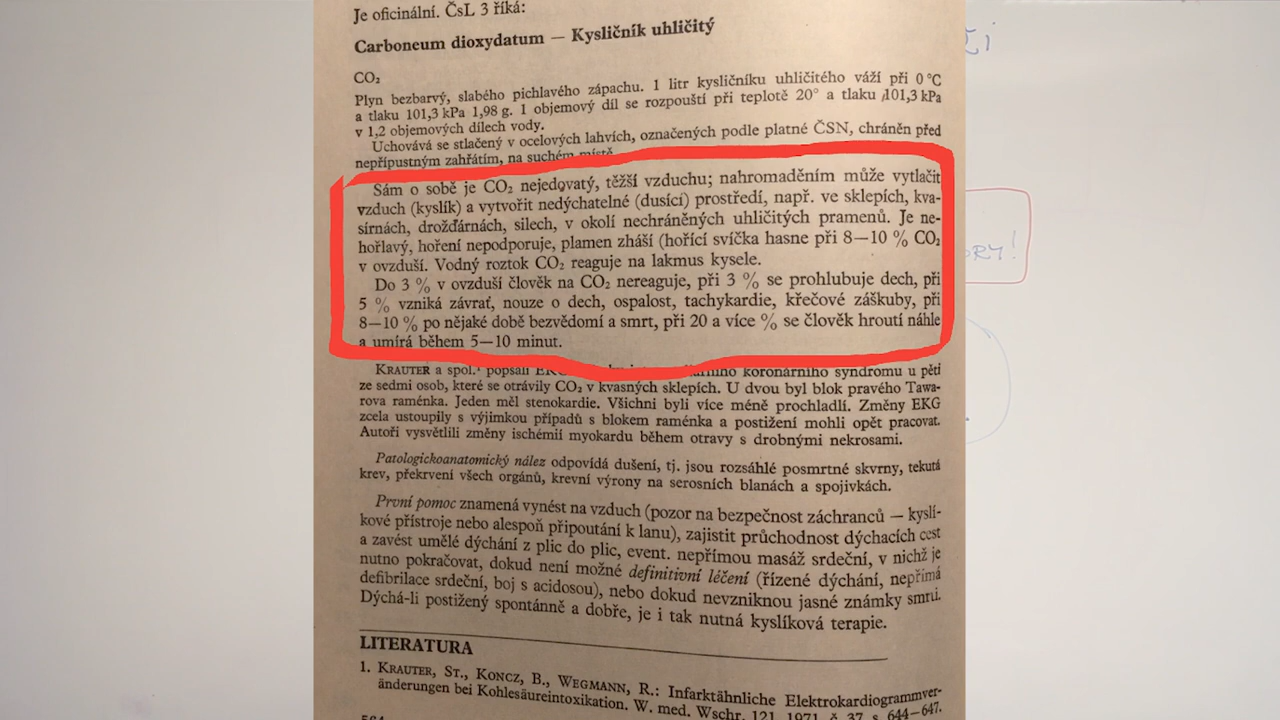 Je oficinální. ČsL 3 říká:
Carboneum dioxydatum — Kysličník uhličitý
CO₂
Plyn bezbarvý, slabého pichlavého zápachu. 1 litr kysličníku uhličitého váží při 0 °C
a tlaku 101,3 kPa 1,98 g. 1 objemový díl se rozpouští při teplotě 20° a tlaku 101,3 kPa
v 1,2 objemových dílech vody.
Uchovává se stlačený v ocelových lahvích, označených podle platné ČSN, chráněn před
nepřípustným zahřátím, na suchém místě
Sám o sobě je CO₂ nejedovatý, těžší vzduchu; nahromaděním může vytlačit
vzduch (kyslík) a vytvořit nedýchatelné (dusící) prostředí, např. ve sklepích, kva-
sírnách, drožďárnách, silech, v okolí nechráněných uhličitých pramenů. Je ne-
hořlavý, hoření nepodporuje, plamen zháší (hořící svíčka hasne při 8—10 % CO₂
v ovzduší. Vodný roztok CO₂ reaguje na lakmus kysele.
Do 3 % v ovzduší člověk na CO₂ nereaguje, při 3 % se prohlubuje dech, při
5 % vzniká závrať, nouze o dech, ospalost, tachykardie, křečové záškuby, při
8—10 % po nějaké době bezvědomí a smrt, při 20 a více % se člověk hroutí náhle
a umírá během 5—10 minut.
KRAUTER a spol.¹ popsali koronárního syndromu u pěti
ze sedmi osob, které se otrávily CO₂ v kvasných sklepích. U dvou byl blok pravého Tawa-
rova raménka. Jeden měl stenokardie. Všichni byli více méně prochladlí. Změny EKG
zcela ustoupily s výjimkou případů s blokem raménka a postižení mohli opět pracovat.
Autoři vysvětlili změny ischémií myokardu během otravy s drobnými nekrosami.
Patologickoanatomický nález odpovídá dušení, tj. jsou rozsáhlé posmrtné skvrny, tekutá
krev, překrvení všech orgánů, krevní výrony na serosních blanách a spojivkách.
První pomoc znamená vynést na vzduch (pozor na bezpečnost záchranců — kyslí-
kové přístroje nebo alespoň připoutání k lanu), zajistit průchodnost dýchacích cest
a zavést umělé dýchání z plic do plic, event. nepřímou masáž srdeční, v nichž je
nutno pokračovat, dokud není možné definitivní léčení (řízené dýchání, nepřímá
defibrilace srdeční, boj s acidosou), nebo dokud nevzniknou jasné známky smrti.
Dýchá-li postižený spontánně a dobře, je i tak nutná kyslíková terapie.
LITERATURA
1. KRAUTER, ST., KONCZ, B., WEGMANN, R.: Infarktähnliche Elektrokardiogrammver-
änderungen bei Kohlesäureintoxikation. W. med. Wschr. 121, 1971, č. 37, s. 644—647.